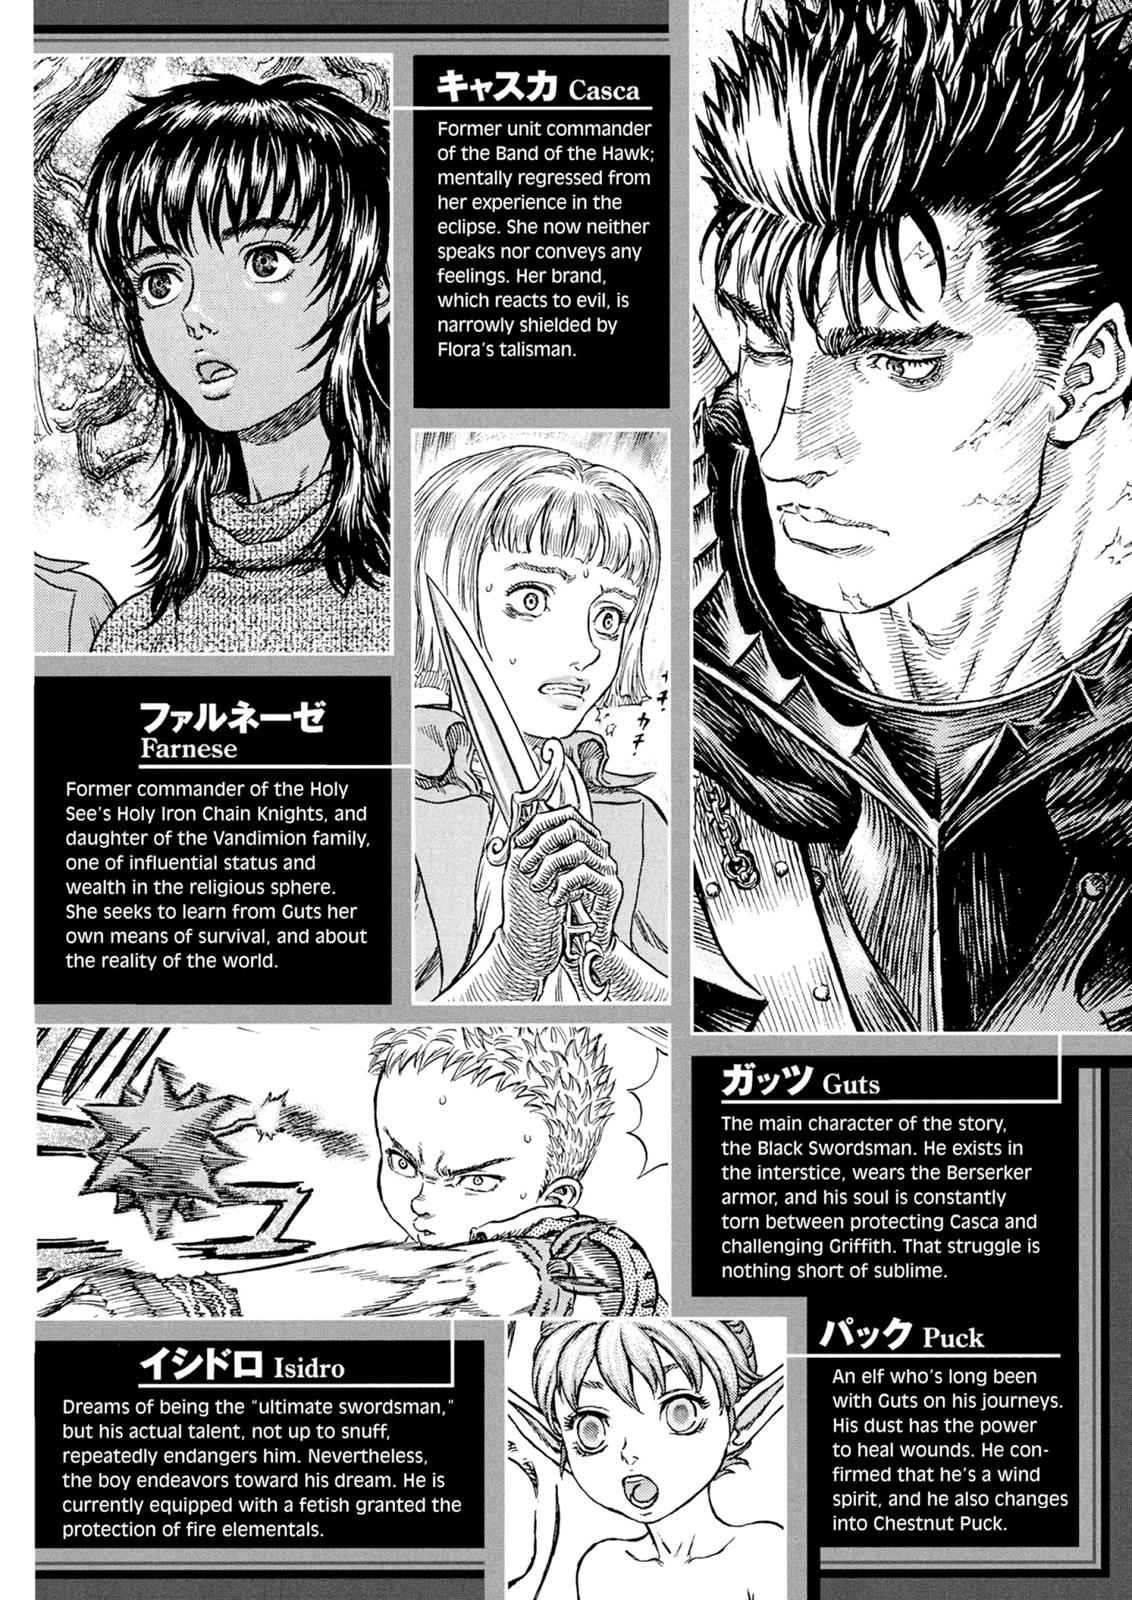 キャスカ Casca
Former unit commander
of the Band of the Hawk;
mentally regressed from
her experience in the
eclipse. She now neither
speaks nor conveys any
feelings. Her brand,
which reacts to evil, is
narrowly shielded by
Flora's talisman.
ファルネーゼ
Farnese
Former commander of the Holy
See's Holy Iron Chain Knights, and
daughter of the Vandimion family,
one of influential status and
wealth in the religious sphere.
She seeks to learn from Guts her
own means of survival, and about
the reality of the world.
ガッツ Guts
The main character of the story,
the Black Swordsman. He exists in
the interstice, wears the Berserker
armor, and his soul is constantly
torn between protecting Casca and
challenging Griffith. That struggle is
nothing short of sublime.
イシドロ Isidro
Dreams of being the "ultimate swordsman,"
but his actual talent, not up to snuff,
repeatedly endangers him. Nevertheless,
the boy endeavors toward his dream. He is
currently equipped with a fetish granted the
protection of fire elementals.
パック Puck
An elf who's long been
with Guts on his journeys.
His dust has the power
to heal wounds. He con-
firmed that he's a wind
spirit, and he also changes
into Chestnut Puck.